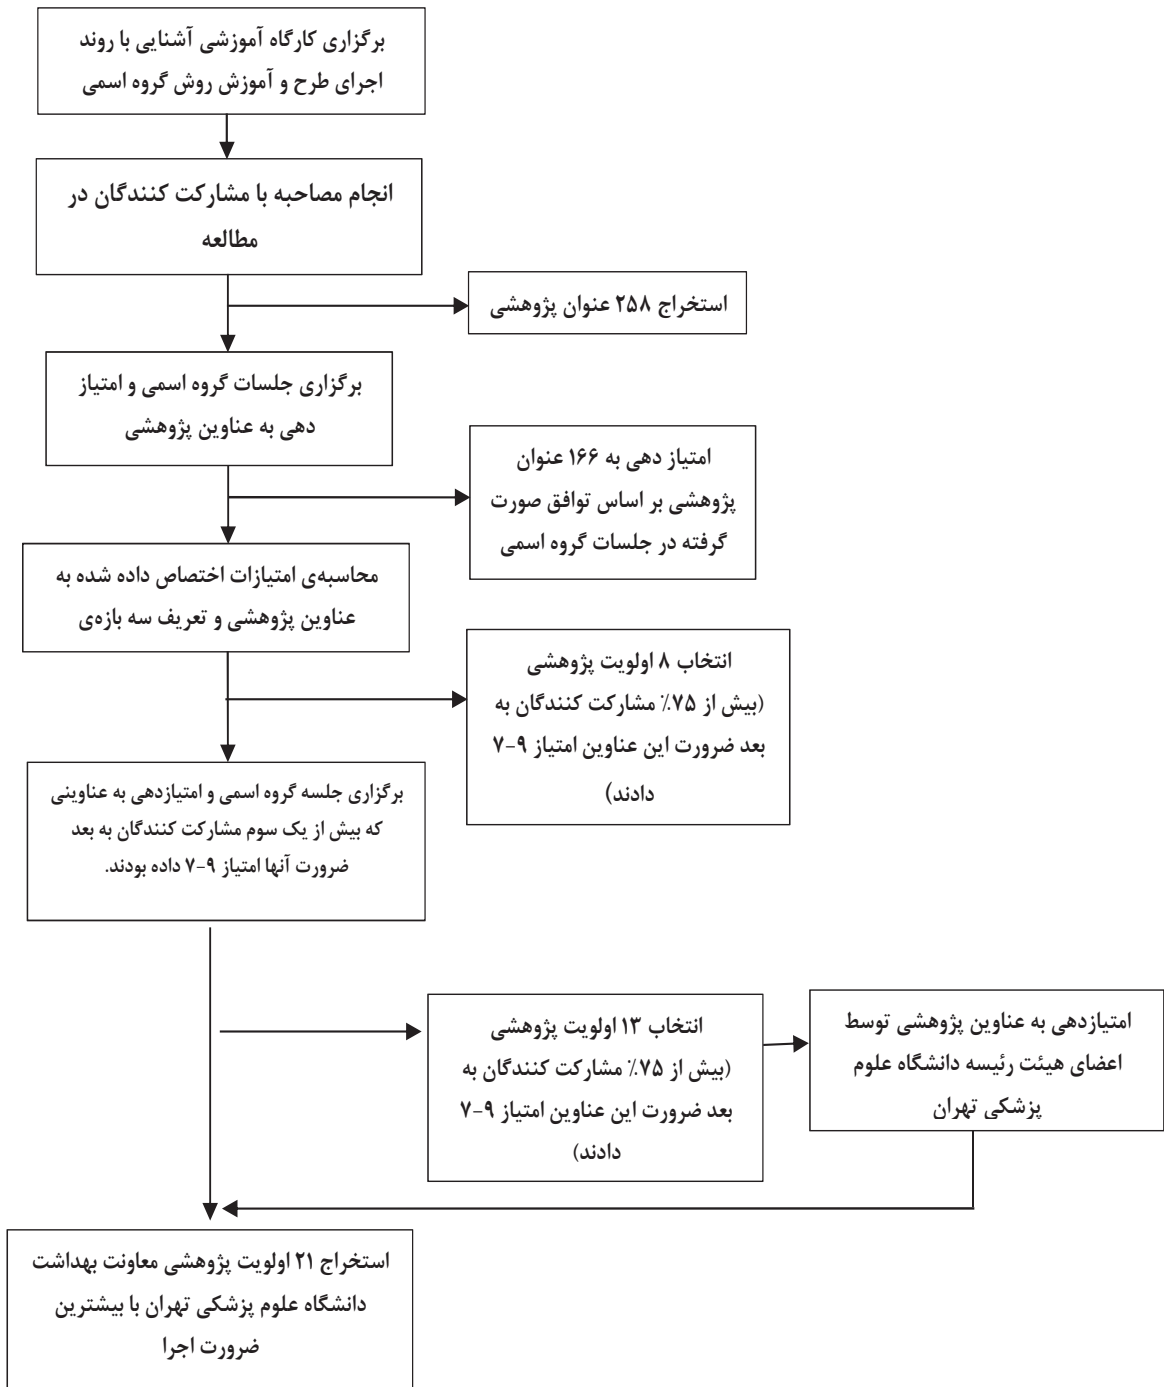 برگزاری کارگاه آموزشی آشنایی با روند
اجرای طرح و آموزش روش گروه اسمی
انجام مصاحبه با مشارکت کنندگان در
مطالعه
استخراج ۲۵۸ عنوان پژوهشی
برگزاری جلسات گروه اسمی و امتیاز
دهی به عناوین پژوهشی
امتیاز دهی به ۱۶۶ عنوان
پژوهشی بر اساس توافق صورت
گرفته در جلسات گروه اسمی
محاسبه‌ی امتیازات اختصاص داده شده به
عناوین پژوهشی و تعریف سه بازه‌ی
انتخاب ۸ اولویت پژوهشی
(بیش از ۷۵٪ مشارکت کنندگان به
بعد ضرورت این عناوین امتیاز ۹-۷
دادند)
برگزاری جلسه گروه اسمی و امتیازدهی به عناوینی
که بیش از یک سوم مشارکت کنندگان به بعد
ضرورت آنها امتیاز ۹-۷ داده بودند.
انتخاب ۱۳ اولویت پژوهشی
(بیش از ۷۵٪ مشارکت کنندگان به
بعد ضرورت این عناوین امتیاز ۹-۷
دادند)
امتیازدهی به عناوین پژوهشی توسط
اعضای هیئت رئیسه دانشگاه علوم
پزشکی تهران
استخراج ۲۱ اولویت پژوهشی معاونت بهداشت
دانشگاه علوم پزشکی تهران با بیشترین
ضرورت اجرا